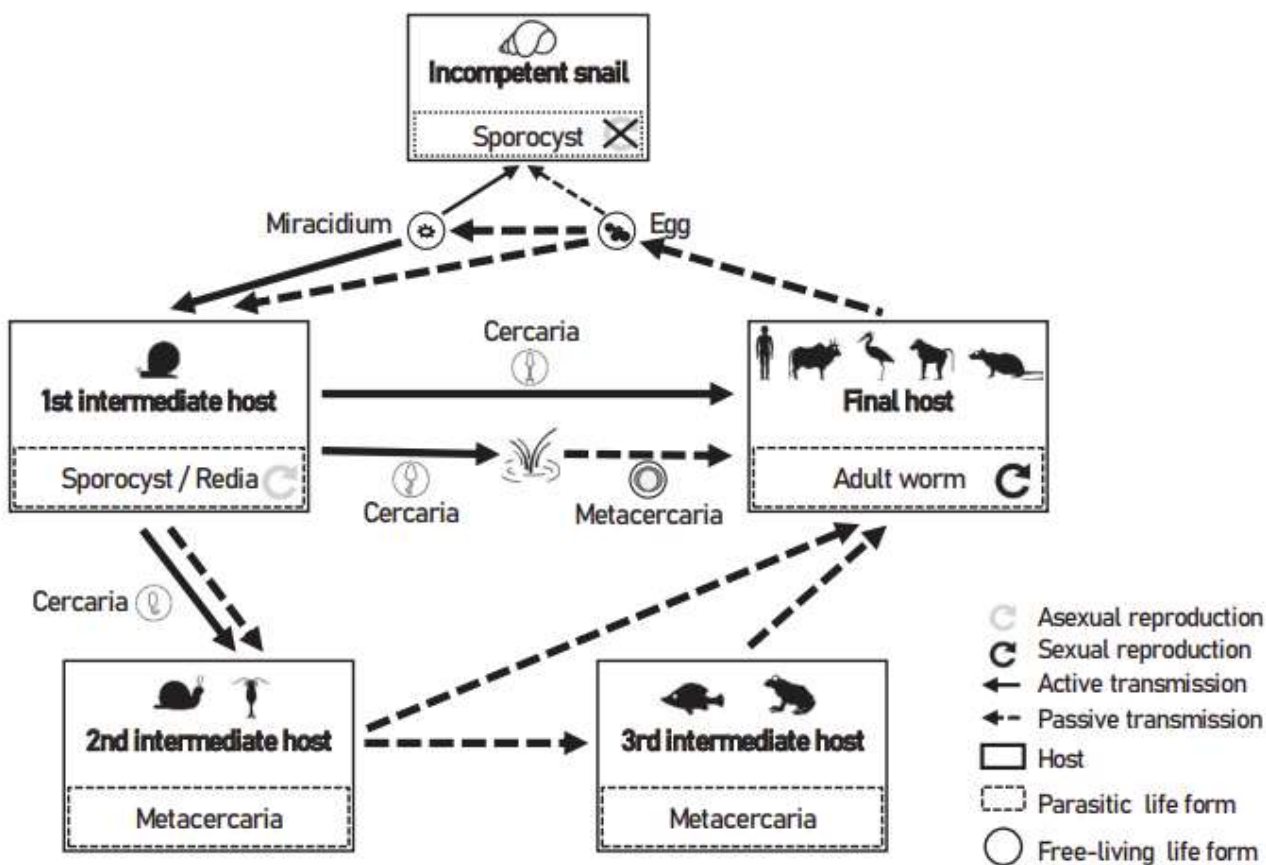 Incompetent snail
Sporocyst
Miracidium
Egg
Cercaria
1st intermediate host
Sporocyst / Redia
Final host
Adult worm
Cercaria
Metacercaria
Cercaria
2nd intermediate host
Metacercaria
3rd intermediate host
Metacercaria
Asexual reproduction
Sexual reproduction
Active transmission
Passive transmission
Host
Parasitic life form
Free-living life form